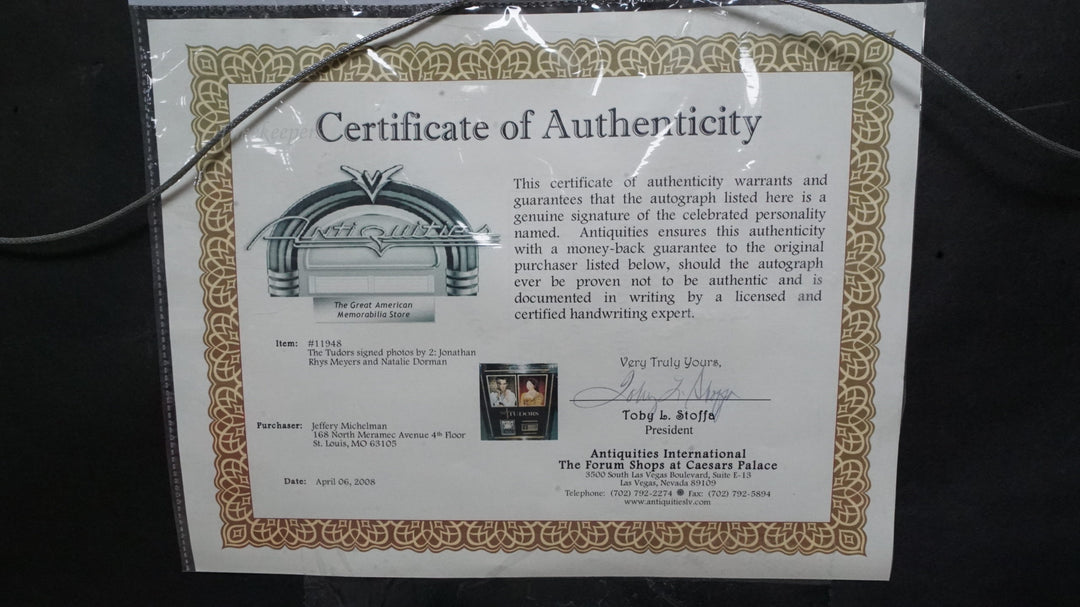 Certificate of Authenticity
Antiquities
The Great American
Memorabilia Store
This certificate of authenticity warrants and
guarantees that the autograph listed here is a
genuine signature of the celebrated personality
named. Antiquities ensures this authenticity
with a money-back guarantee to the original
purchaser listed below, should the autograph
ever be proven not to be authentic and is
documented in writing by a licensed and
certified handwriting expert.
Item: #11948
The Tudors signed photos by 2: Jonathan
Rhys Meyers and Natalie Dorman
TUDORS
Purchaser: Jeffery Michelman
168 North Meramec Avenue 4th Floor
St. Louis, MO 63105
Date: April 06, 2008
Very Truly Yours,
Toby L. Stoffa
Toby L. Stoffa
President
Antiquities International
The Forum Shops at Caesars Palace
3500 South Las Vegas Boulevard, Suite E-13
Las Vegas, Nevada 89109
Telephone: (702) 792-2274 Fax: (702) 792-5894
www.antiquitieslv.com